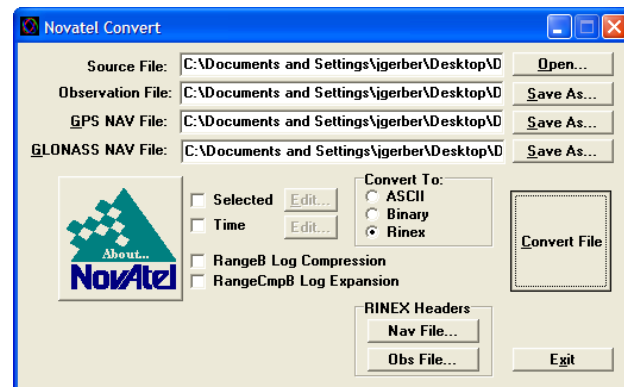 Novatel Convert
Source File: C:\Documents and Settings\jgerber\Desktop\D Open...
Observation File: C:\Documents and Settings\jgerber\Desktop\D Save As...
GPS NAV File: C:\Documents and Settings\jgerber\Desktop\D Save As...
GLONASS NAV File: C:\Documents and Settings\jgerber\Desktop\D Save As...
About...
NovAtel
Selected Edit...
Time Edit...
RangeB Log Compression
RangeCmpB Log Expansion
Convert To:
ASCII
Binary
Rinex
Convert File
RINEX Headers
Nav File...
Obs File...
Exit